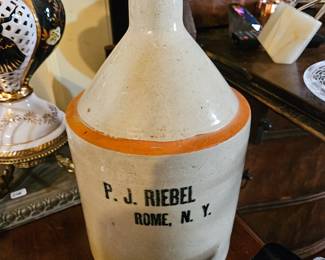 P. J. RIEBEL
ROME, N. Y.